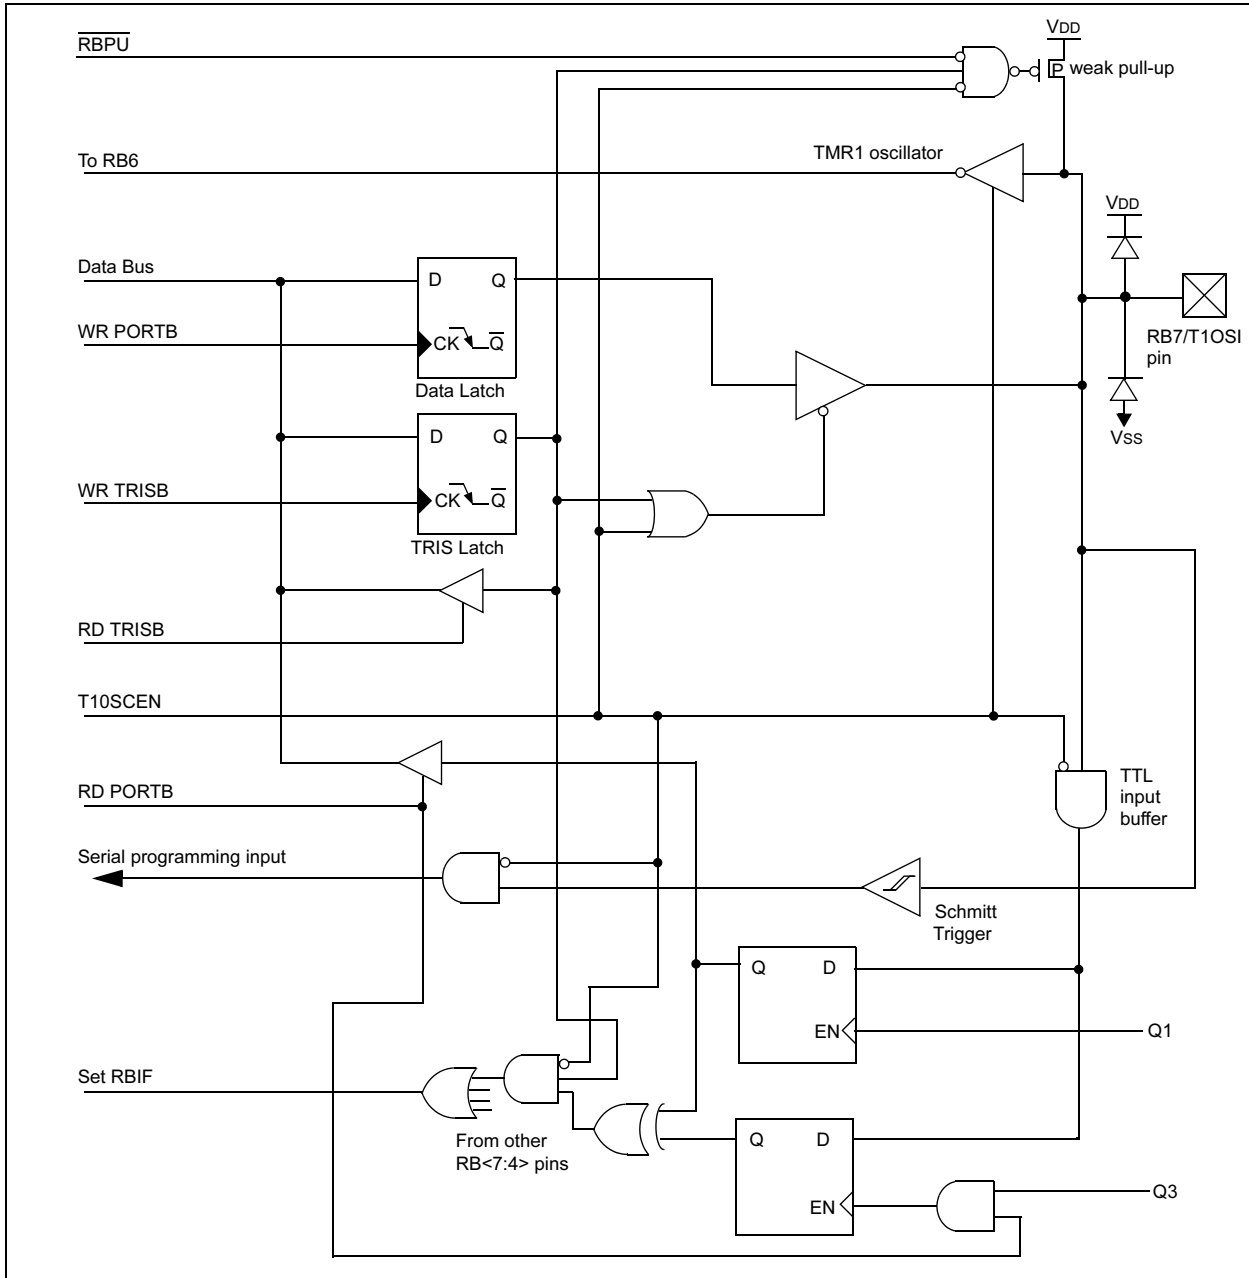 RBPU
VDD
P weak pull-up
To RB6
TMR1 oscillator
VDD
Data Bus
D Q
WR PORTB
CK Q
Data Latch
RB7/T1OSI
pin
VSS
D Q
WR TRISB
CK Q
TRIS Latch
RD TRISB
T10SCEN
RD PORTB
TTL
input
buffer
Serial programming input
Schmitt
Trigger
Q D
EN
Q1
Set RBIF
From other
RB<7:4> pins
Q D
EN
Q3